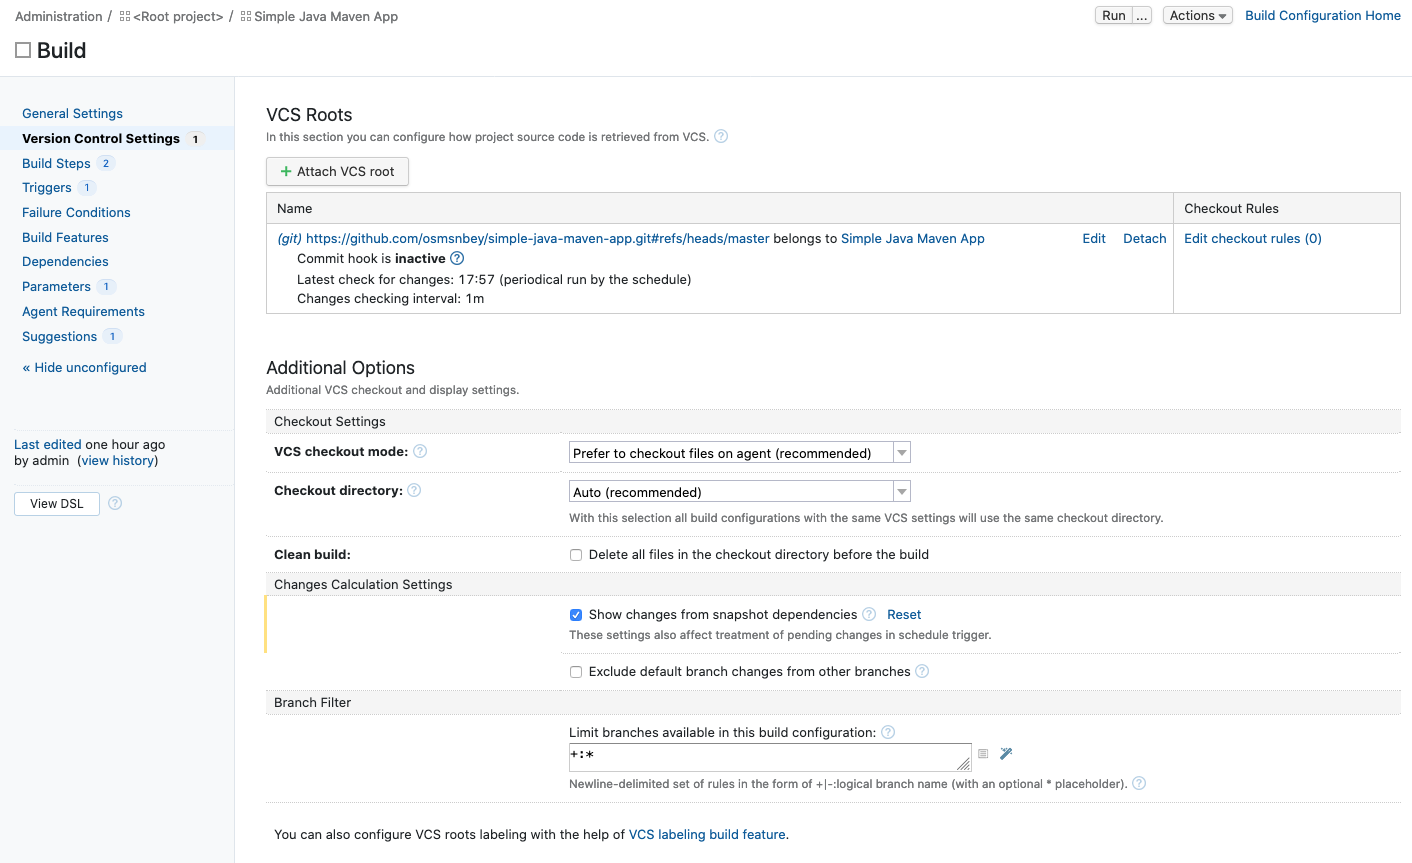 Administration / <Root project> / Simple Java Maven App
Run ... Actions Build Configuration Home
Build
General Settings
Version Control Settings 1
Build Steps 2
Triggers 1
Failure Conditions
Build Features
Dependencies
Parameters 1
Agent Requirements
Suggestions 1
« Hide unconfigured
Last edited one hour ago
by admin (view history)
View DSL ?
VCS Roots
In this section you can configure how project source code is retrieved from VCS. ?
+ Attach VCS root
Name Checkout Rules
(git) https://github.com/osmsnbey/simple-java-maven-app.git#refs/heads/master belongs to Simple Java Maven App Edit Detach Edit checkout rules (0)
Commit hook is inactive ?
Latest check for changes: 17:57 (periodical run by the schedule)
Changes checking interval: 1m
Additional Options
Additional VCS checkout and display settings.
Checkout Settings
VCS checkout mode: ? Prefer to checkout files on agent (recommended)
Checkout directory: ? Auto (recommended)
With this selection all build configurations with the same VCS settings will use the same checkout directory.
Clean build: Delete all files in the checkout directory before the build
Changes Calculation Settings
Show changes from snapshot dependencies ? Reset
These settings also affect treatment of pending changes in schedule trigger.
Exclude default branch changes from other branches ?
Branch Filter
Limit branches available in this build configuration: ?
+:*
Newline-delimited set of rules in the form of +|-:logical branch name (with an optional * placeholder). ?
You can also configure VCS roots labeling with the help of VCS labeling build feature.